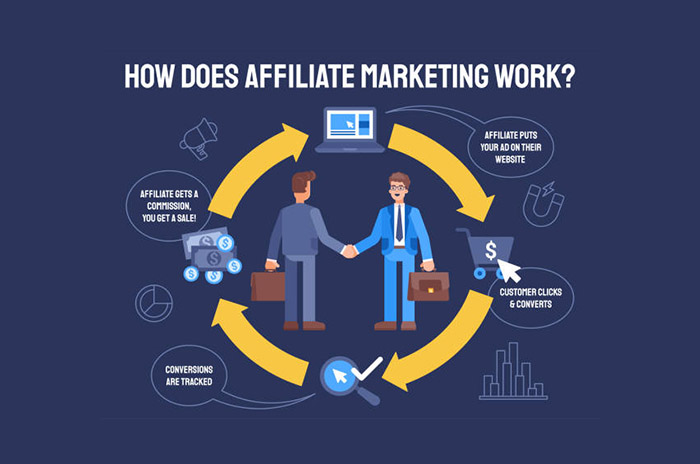 HOW DOES AFFILIATE MARKETING WORK?
AFFILIATE PUTS
YOUR AD ON THEIR
WEBSITE
AFFILIATE GETS A
COMMISSION,
YOU GET A SALE!
$
$
$
$
$
$
$
CUSTOMER CLICKS
& CONVERTS
CONVERSIONS
ARE TRACKED